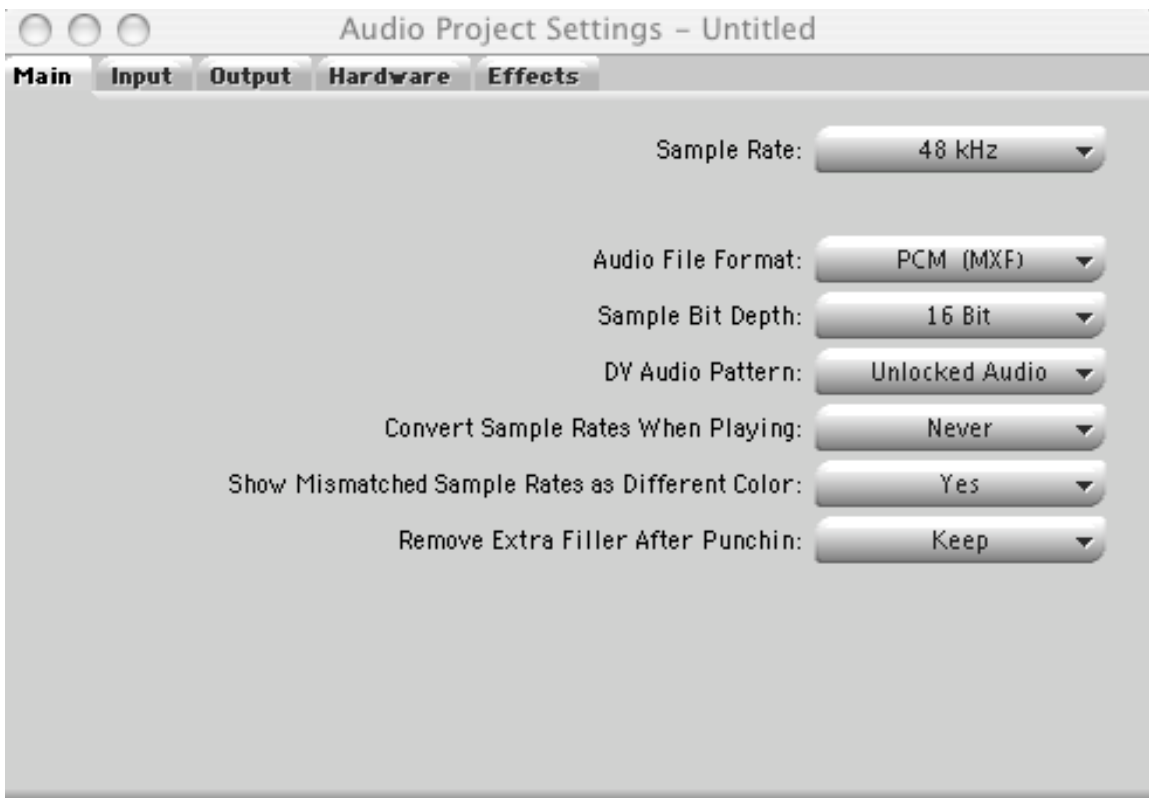 Audio Project Settings – Untitled
Main Input Output Hardware Effects
Sample Rate: 48 kHz
Audio File Format: PCM (MXF)
Sample Bit Depth: 16 Bit
DV Audio Pattern: Unlocked Audio
Convert Sample Rates When Playing: Never
Show Mismatched Sample Rates as Different Color: Yes
Remove Extra Filler After Punchin: Keep